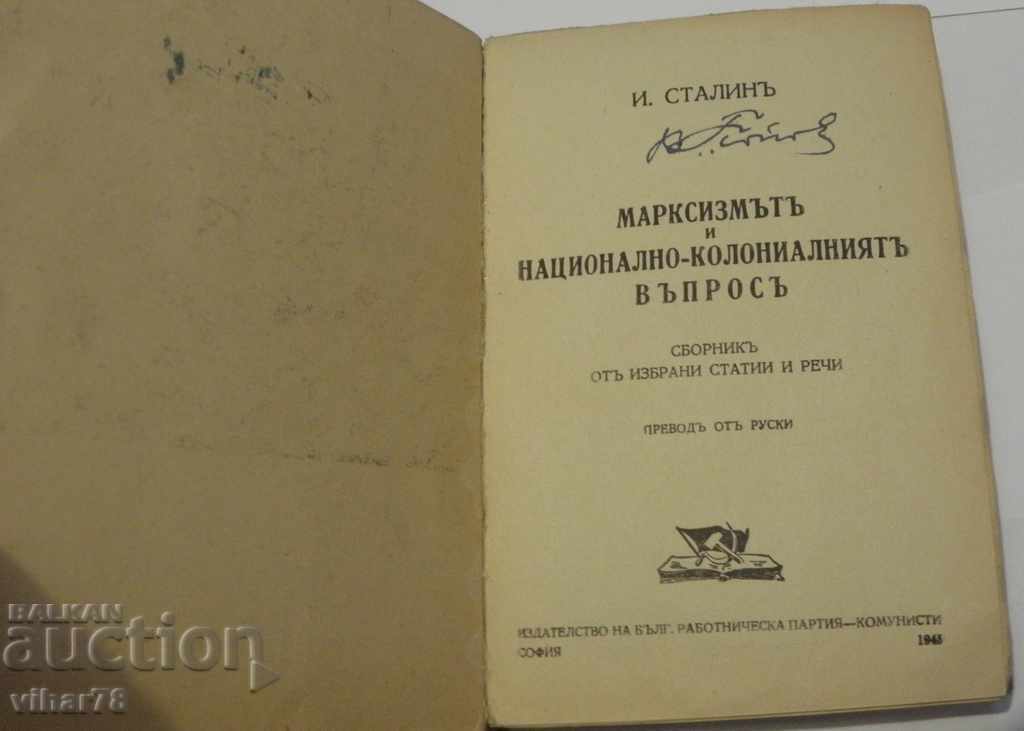 И. СТАЛИНЪ
МАРКСИЗМЪТЪ
И
НАЦИОНАЛНО-КОЛОНИАЛНИЯТЪ
ВЪПРОСЪ
СБОРНИКЪ
ОТЪ ИЗБРАНИ СТАТИИ И РЕЧИ
ПРЕВОДЪ ОТЪ РУСКИ
ИЗДАТЕЛСТВО НА БЪЛГ. РАБОТНИЧЕСКА ПАРТИЯ—КОМУНИСТИ
СОФИЯ 1945
BALKAN
auction
vihar78